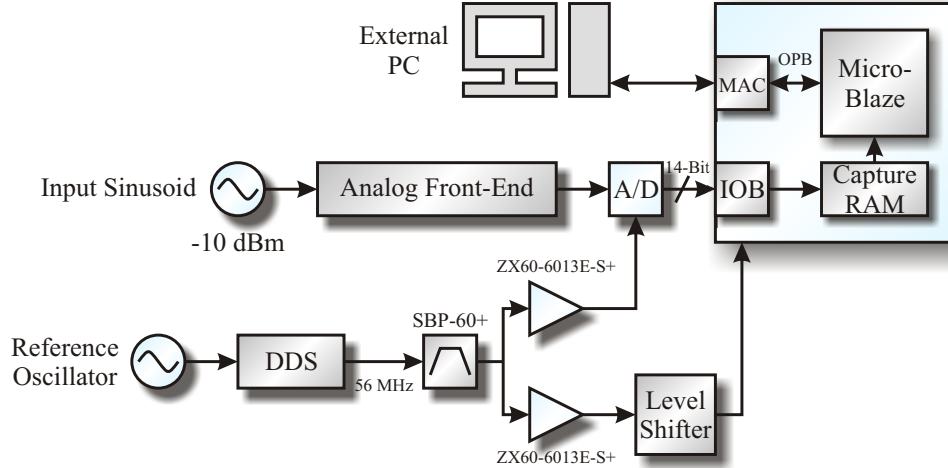 External
PC
MAC
OPB
Micro-
Blaze
Input Sinusoid
-10 dBm
Analog Front-End
A/D
14-Bit
IOB
Capture
RAM
ZX60-6013E-S+
SBP-60+
Reference
Oscillator
DDS
56 MHz
Level
Shifter
ZX60-6013E-S+